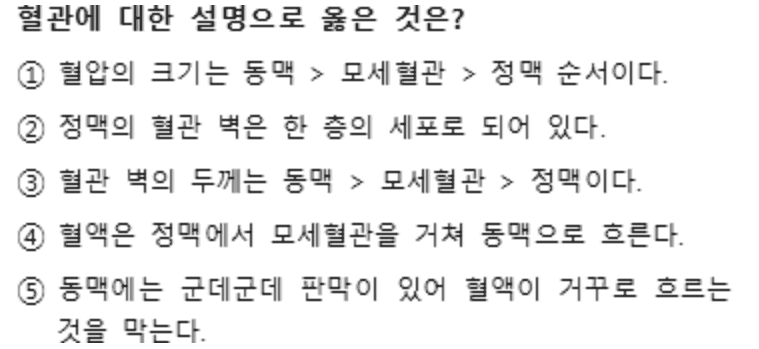 혈관에 대한 설명으로 옳은 것은?
① 혈압의 크기는 동맥 > 모세혈관 > 정맥 순서이다.
② 정맥의 혈관 벽은 한 층의 세포로 되어 있다.
③ 혈관 벽의 두께는 동맥 > 모세혈관 > 정맥이다.
④ 혈액은 정맥에서 모세혈관을 거쳐 동맥으로 흐른다.
⑤ 동맥에는 군데군데 판막이 있어 혈액이 거꾸로 흐르는
것을 막는다.